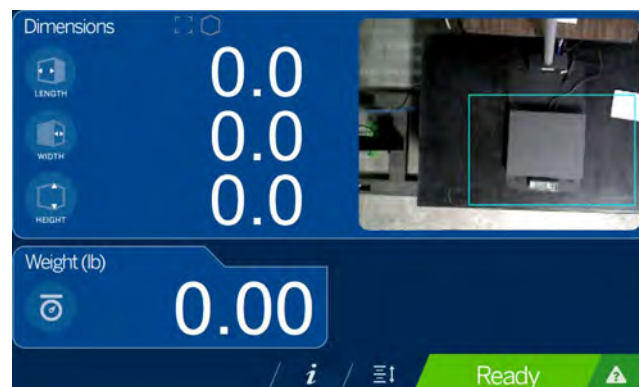 Dimensions
LENGTH
0.0
WIDTH
0.0
HEIGHT
0.0
Weight (lb)
0.00
i
Ready
?